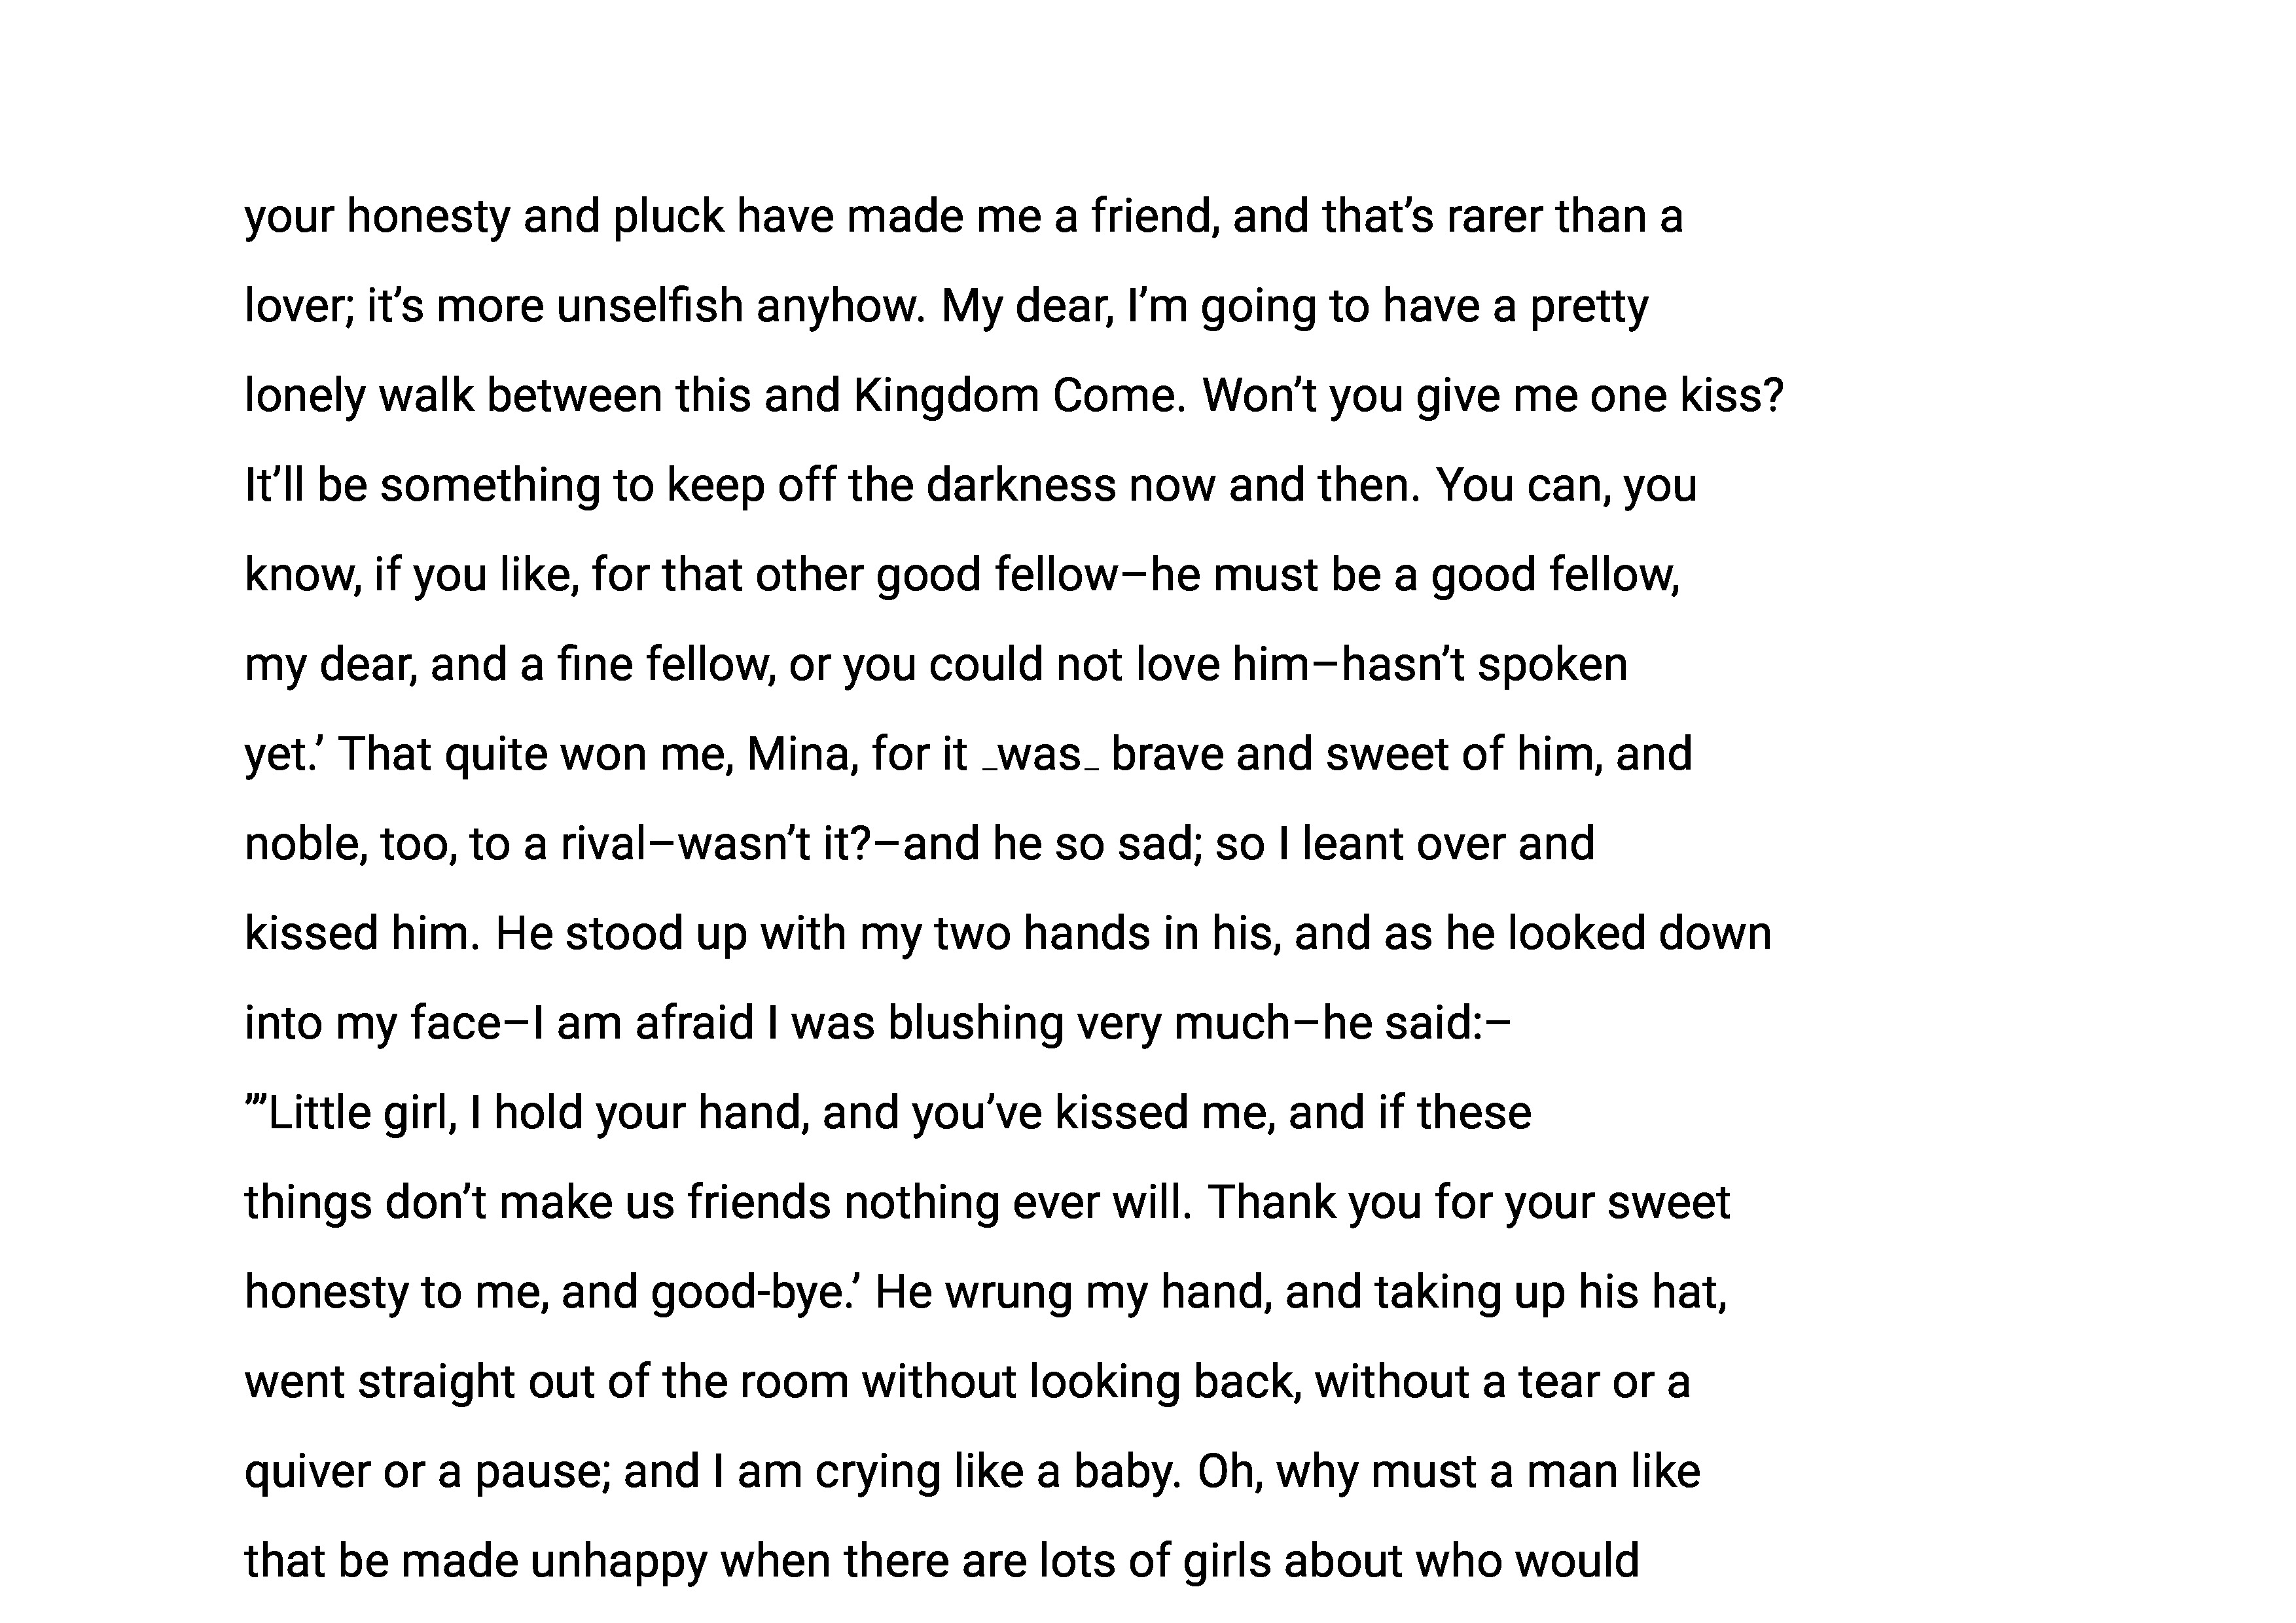 your honesty and pluck have made me a friend, and that’s rarer than a
lover; it’s more unselfish anyhow. My dear, I’m going to have a pretty
lonely walk between this and Kingdom Come. Won’t you give me one kiss?
It’ll be something to keep off the darkness now and then. You can, you
know, if you like, for that other good fellow–he must be a good fellow,
my dear, and a fine fellow, or you could not love him–hasn’t spoken
yet.’ That quite won me, Mina, for it _was_ brave and sweet of him, and
noble, too, to a rival–wasn’t it?–and he so sad; so I leant over and
kissed him. He stood up with my two hands in his, and as he looked down
into my face–I am afraid I was blushing very much–he said:–
”’Little girl, I hold your hand, and you’ve kissed me, and if these
things don’t make us friends nothing ever will. Thank you for your sweet
honesty to me, and good-bye.’ He wrung my hand, and taking up his hat,
went straight out of the room without looking back, without a tear or a
quiver or a pause; and I am crying like a baby. Oh, why must a man like
that be made unhappy when there are lots of girls about who would